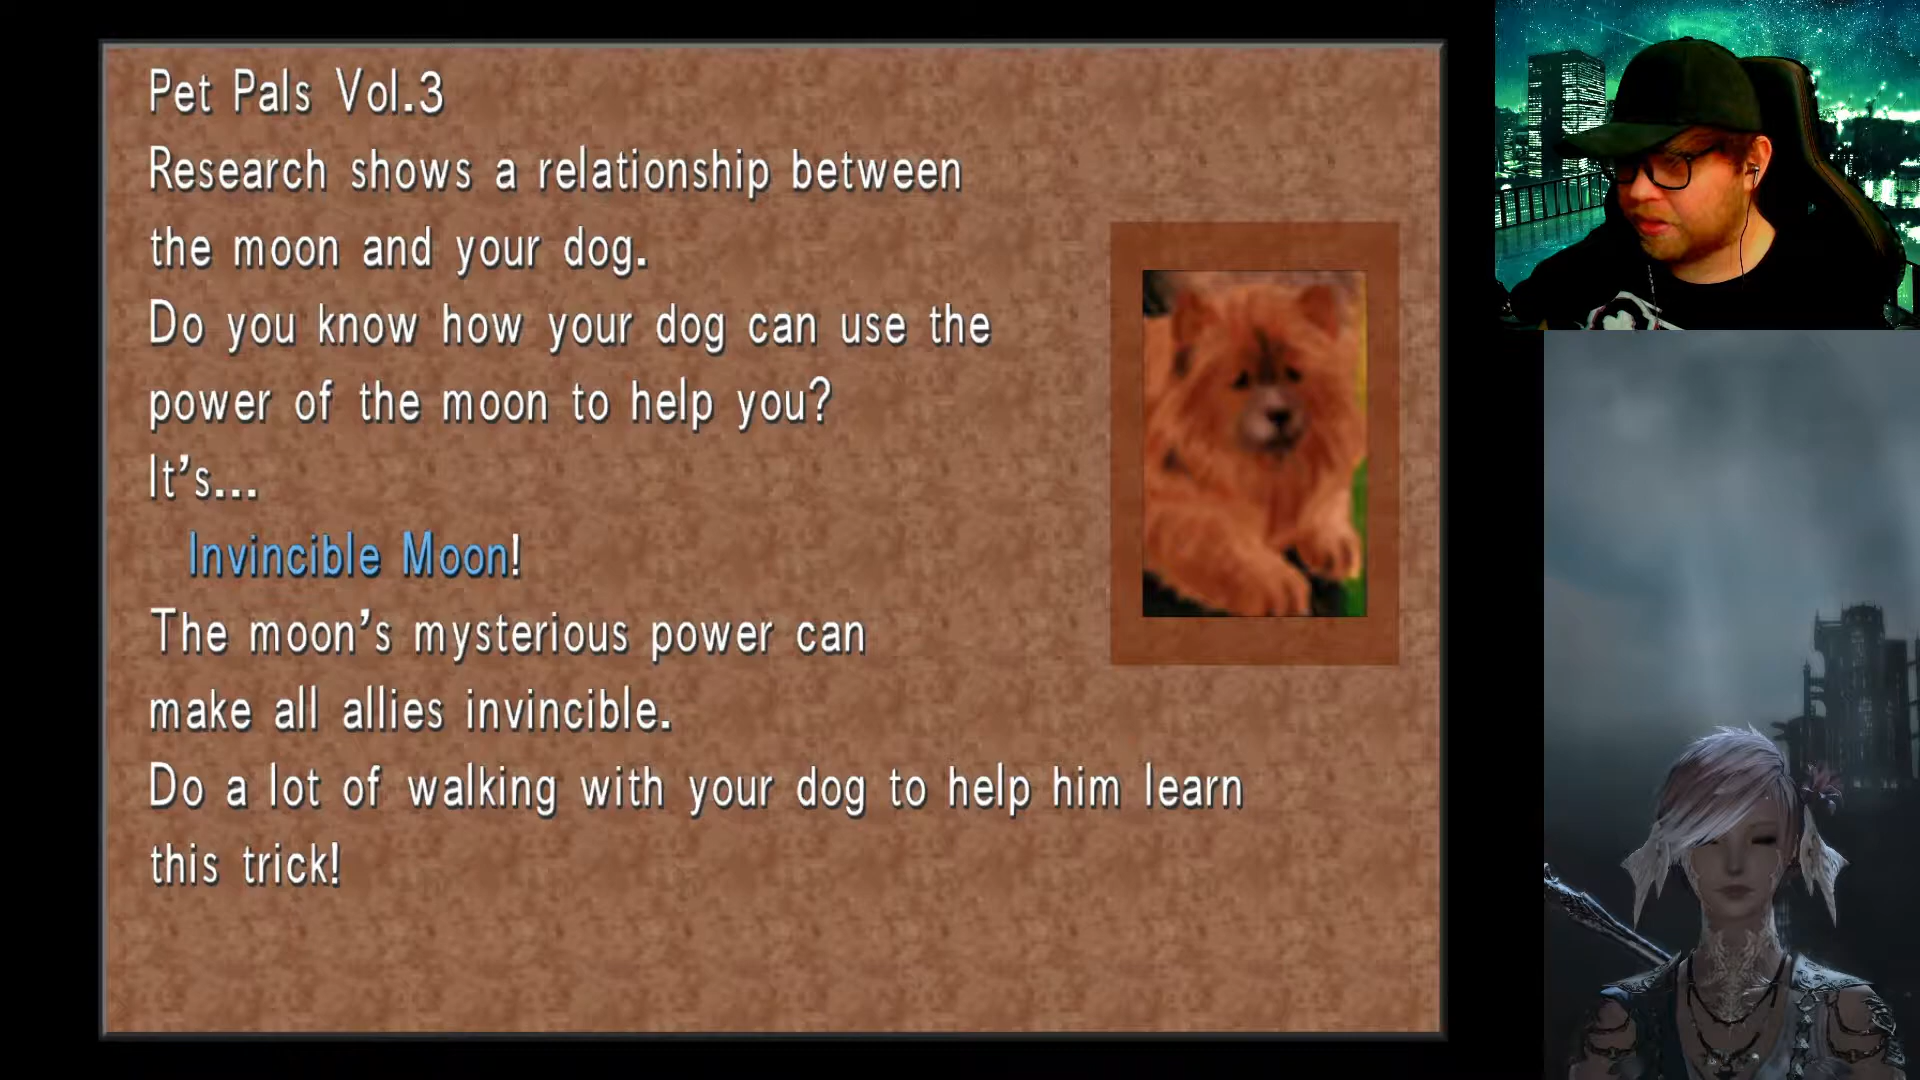 Pet Pals Vol.3
Research shows a relationship between
the moon and your dog.
Do you know how your dog can use the
power of the moon to help you?
It's...
Invincible Moon!
The moon's mysterious power can
make all allies invincible.
Do a lot of walking with your dog to help him learn
this trick!